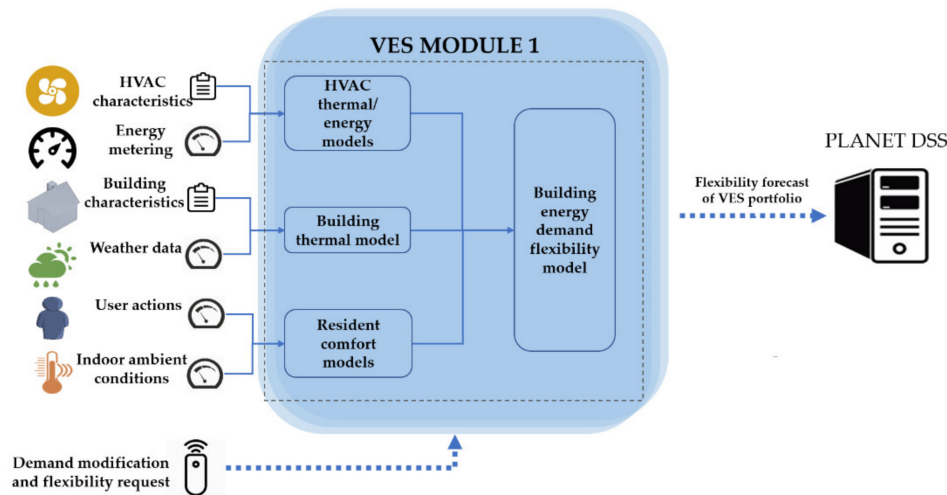 VES MODULE 1
HVAC
characteristics
Energy
metering
Building
characteristics
Weather data
User actions
Indoor ambient
conditions
HVAC
thermal/
energy
models
Building
thermal model
Resident
comfort
models
Building
energy
demand
flexibility
model
Flexibility forecast
of VES portfolio
PLANET DSS
Demand modification
and flexibility request